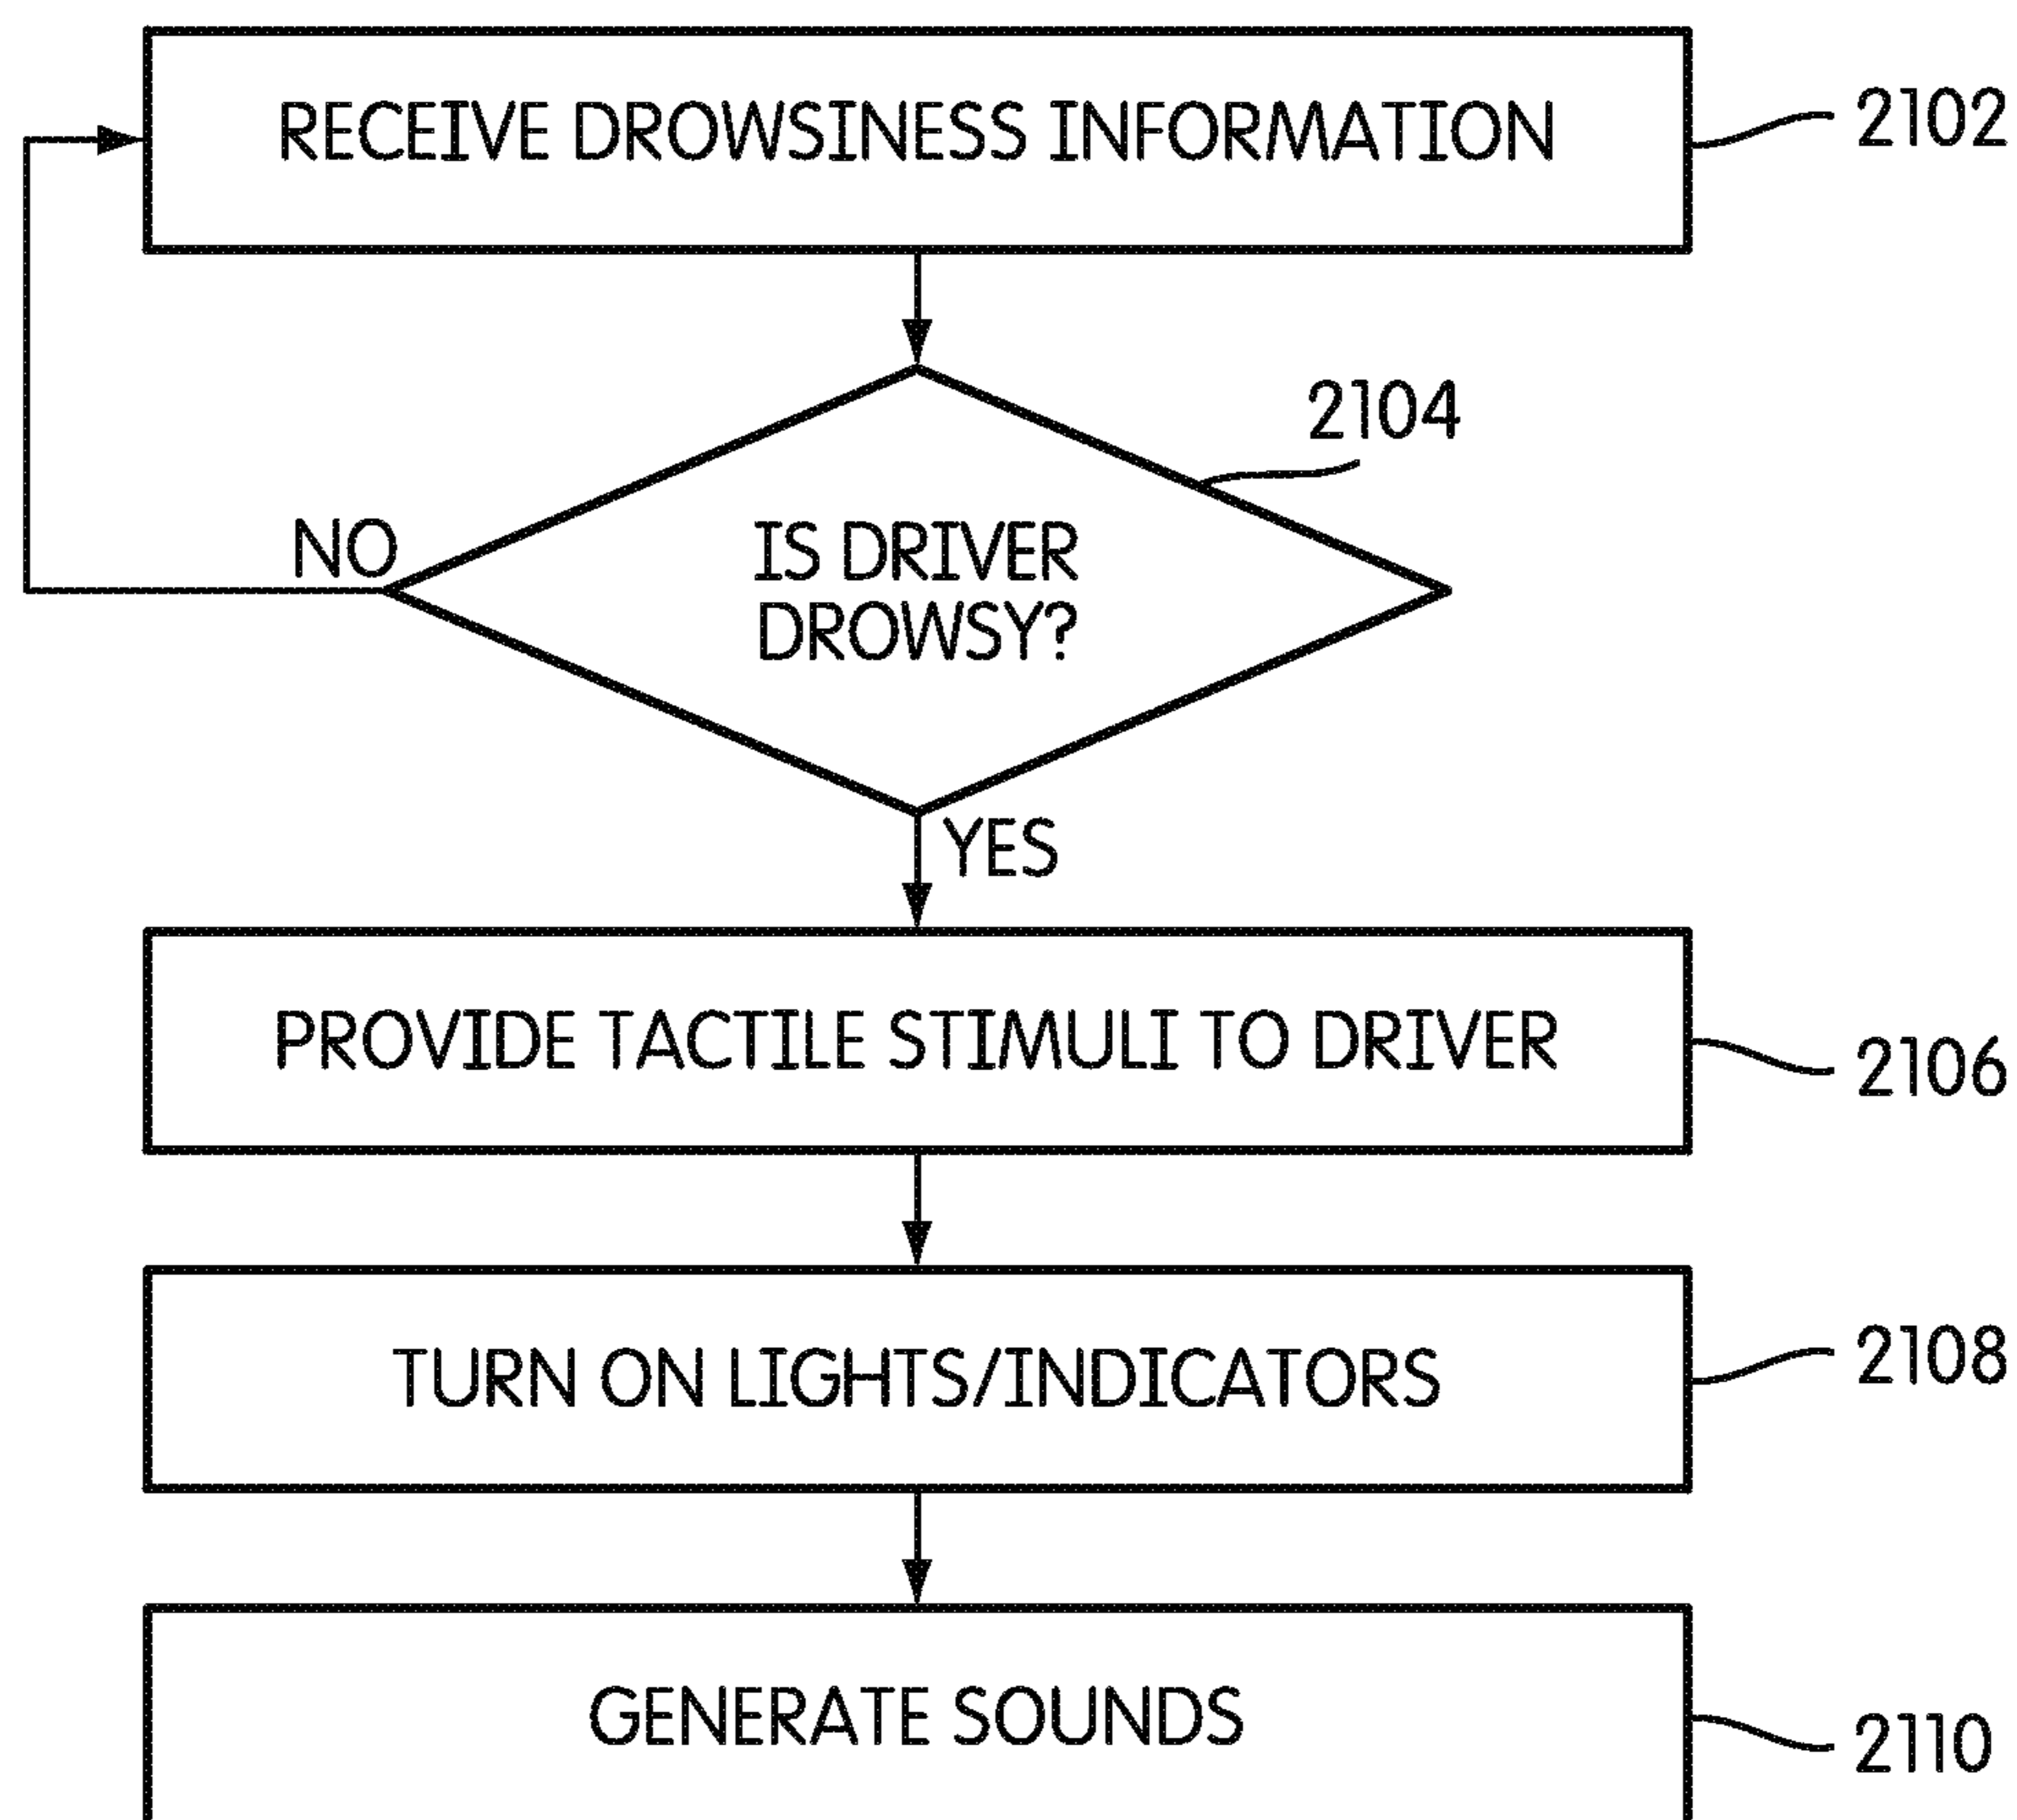 RECEIVE DROWSINESS INFORMATION
2102
2104
NO
IS DRIVER
DROWSY?
YES
PROVIDE TACTILE STIMULI TO DRIVER
2106
TURN ON LIGHTS/INDICATORS
2108
GENERATE SOUNDS
2110